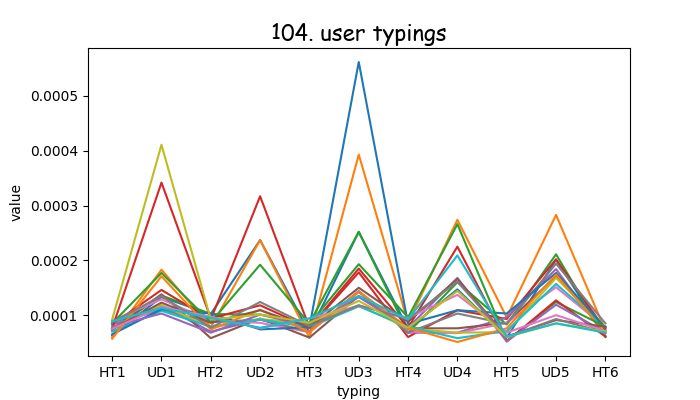 104. user typings
0.0005
0.0004
0.0003
0.0002
0.0001
value
HT1 UD1 HT2 UD2 HT3 UD3 HT4 UD4 HT5 UD5 HT6
typing